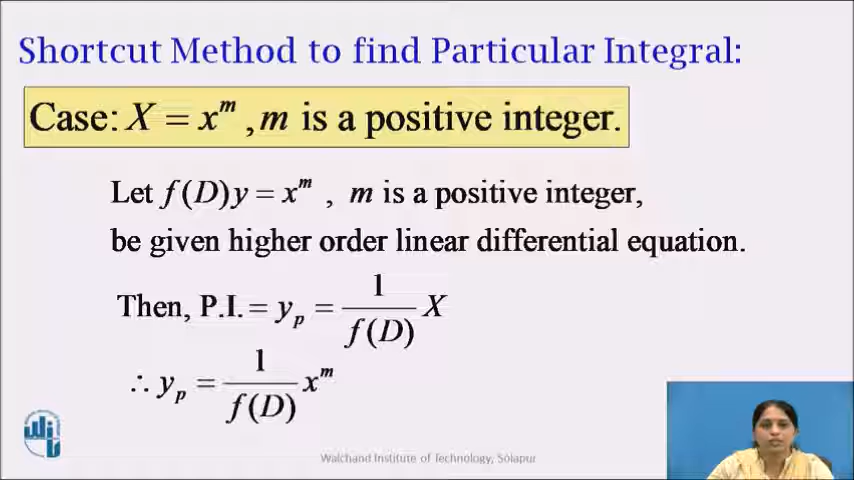 Shortcut Method to find Particular Integral:
Case: X = x^m , m is a positive integer.
Let f(D)y = x^m , m is a positive integer,
be given higher order linear differential equation.
Then, P.I. = y_p = 1/f(D) X
∴ y_p = 1/f(D) x^m
Walchand Institute of Technology, Solapur